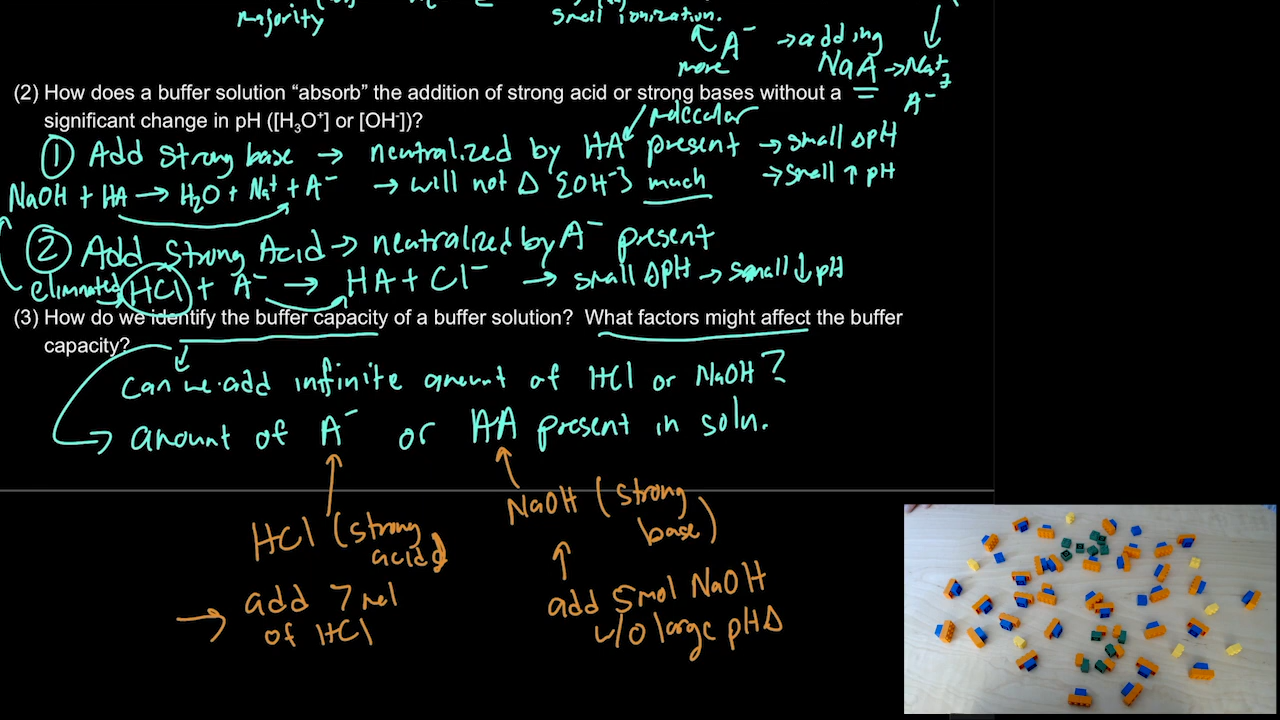 majority
small ionization.
more A⁻ → adding
NaA → Na⁺,
A⁻
(2) How does a buffer solution “absorb” the addition of strong acid or strong bases without a
significant change in pH ([H₃O⁺] or [OH⁻])?
molecular
① Add Strong base → neutralized by HA present → small ΔpH
NaOH + HA → H₂O + Na⁺ + A⁻ → will not Δ {OH⁻} much → small ↑ pH
② Add Strong Acid → neutralized by A⁻ present
eliminated HCl + A⁻ → HA + Cl⁻ → small ΔpH → small ↓ pH
(3) How do we identify the buffer capacity of a buffer solution? What factors might affect the buffer
capacity?
Can we add infinite amount of HCl or NaOH?
amount of A⁻ or HA present in soln.
HCl (strong acid)
NaOH (strong base)
→ add 7 mol of HCl
add 5 mol NaOH
w/o large pH Δ